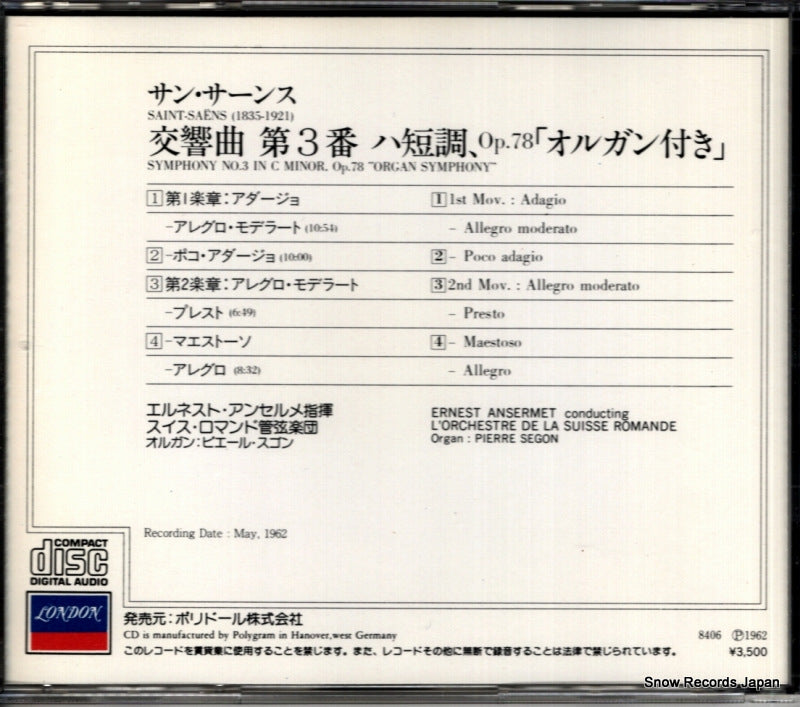 サン・サーンス
SAINT-SAËNS (1835-1921)
交響曲 第3番 ハ短調、Op.78「オルガン付き」
SYMPHONY NO.3 IN C MINOR. Op.78 "ORGAN SYMPHONY"
1 第1楽章：アダージョ
1 1st Mov. : Adagio
-アレグロ・モデラート (10:54)
- Allegro moderato
2 -ポコ・アダージョ (10:00)
2 - Poco adagio
3 第2楽章：アレグロ・モデラート
3 2nd Mov. : Allegro moderato
-プレスト (6:49)
- Presto
4 -マエストーソ
4 - Maestoso
-アレグロ (8:32)
- Allegro
エルネスト・アンセルメ指揮
スイス・ロマンド管弦楽団
オルガン：ピエール・スゴン
ERNEST ANSERMET conducting
L'ORCHESTRE DE LA SUISSE ROMANDE
Organ : PIERRE SEGON
Recording Date : May, 1962
COMPACT
disc
DIGITAL AUDIO
LONDON
発売元：ポリドール株式会社
CD is manufactured by Polygram in Hanover,west Germany
8406 Ⓟ1962
このレコードを賃貸業に使用することを禁じます。また、レコードその他に無断で録音することは法律で禁じられています。
¥3,500
Snow Records Japan